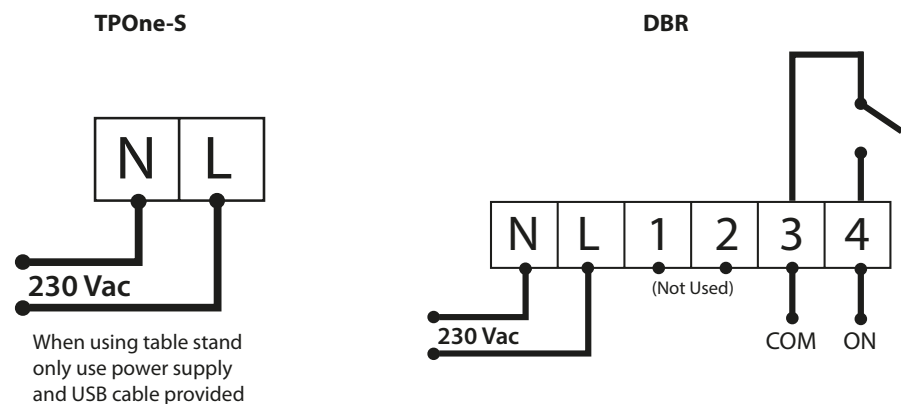 TPOne-S
N L
230 Vac
When using table stand
only use power supply
and USB cable provided
DBR
N L 1 2 3 4
(Not Used)
230 Vac
COM ON